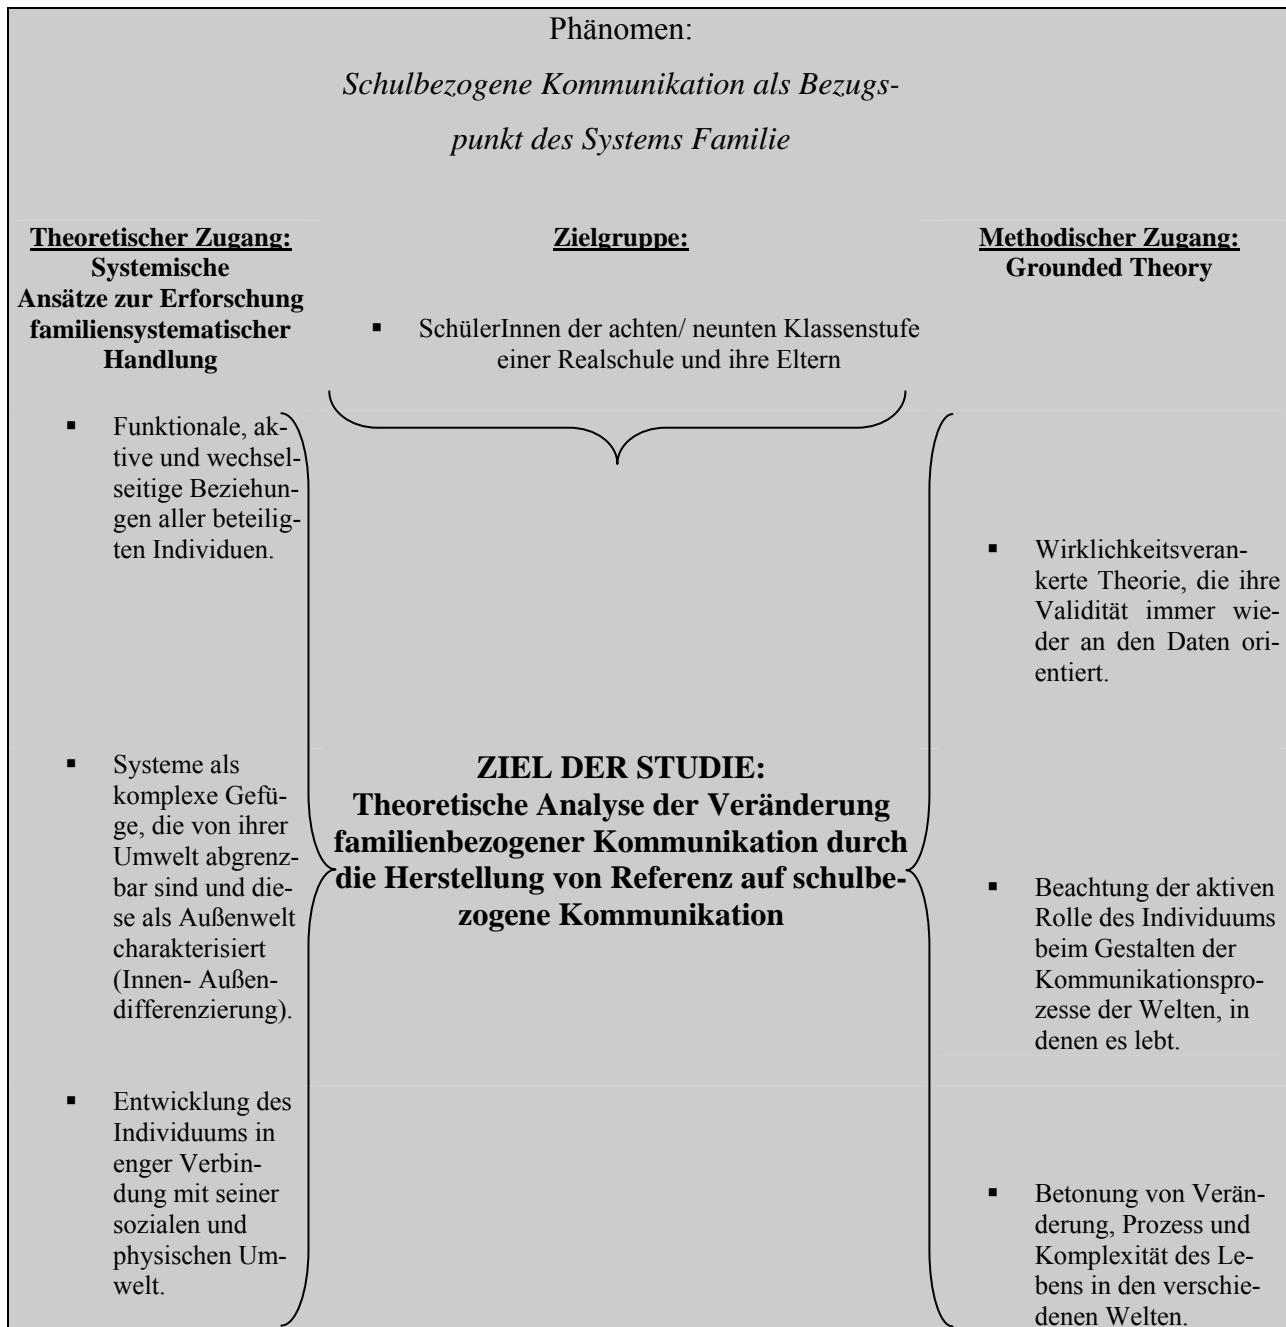 Phänomen:
Schulbezogene Kommunikation als Bezugs-
punkt des Systems Familie
Theoretischer Zugang:
Systemische
Ansätze zur Erforschung
familiensystematischer
Handlung
▪ Funktionale, ak-
tive und wechsel-
seitige Beziehun-
gen aller beteilig-
ten Individuen.
▪ Systeme als
komplexe Gefü-
ge, die von ihrer
Umwelt abgrenz-
bar sind und die-
se als Außenwelt
charakterisiert
(Innen- Außen-
differenzierung).
▪ Entwicklung des
Individuums in
enger Verbin-
dung mit seiner
sozialen und
physischen Um-
welt.
Zielgruppe:
▪ SchülerInnen der achten/ neunten Klassenstufe
einer Realschule und ihre Eltern
ZIEL DER STUDIE:
Theoretische Analyse der Veränderung
familienbezogener Kommunikation durch
die Herstellung von Referenz auf schulbe-
zogene Kommunikation
Methodischer Zugang:
Grounded Theory
▪ Wirklichkeitsveran-
kerte Theorie, die ihre
Validität immer wie-
der an den Daten ori-
entiert.
▪ Beachtung der aktiven
Rolle des Individuums
beim Gestalten der
Kommunikationspro-
zesse der Welten, in
denen es lebt.
▪ Betonung von Verän-
derung, Prozess und
Komplexität des Le-
bens in den verschie-
denen Welten.